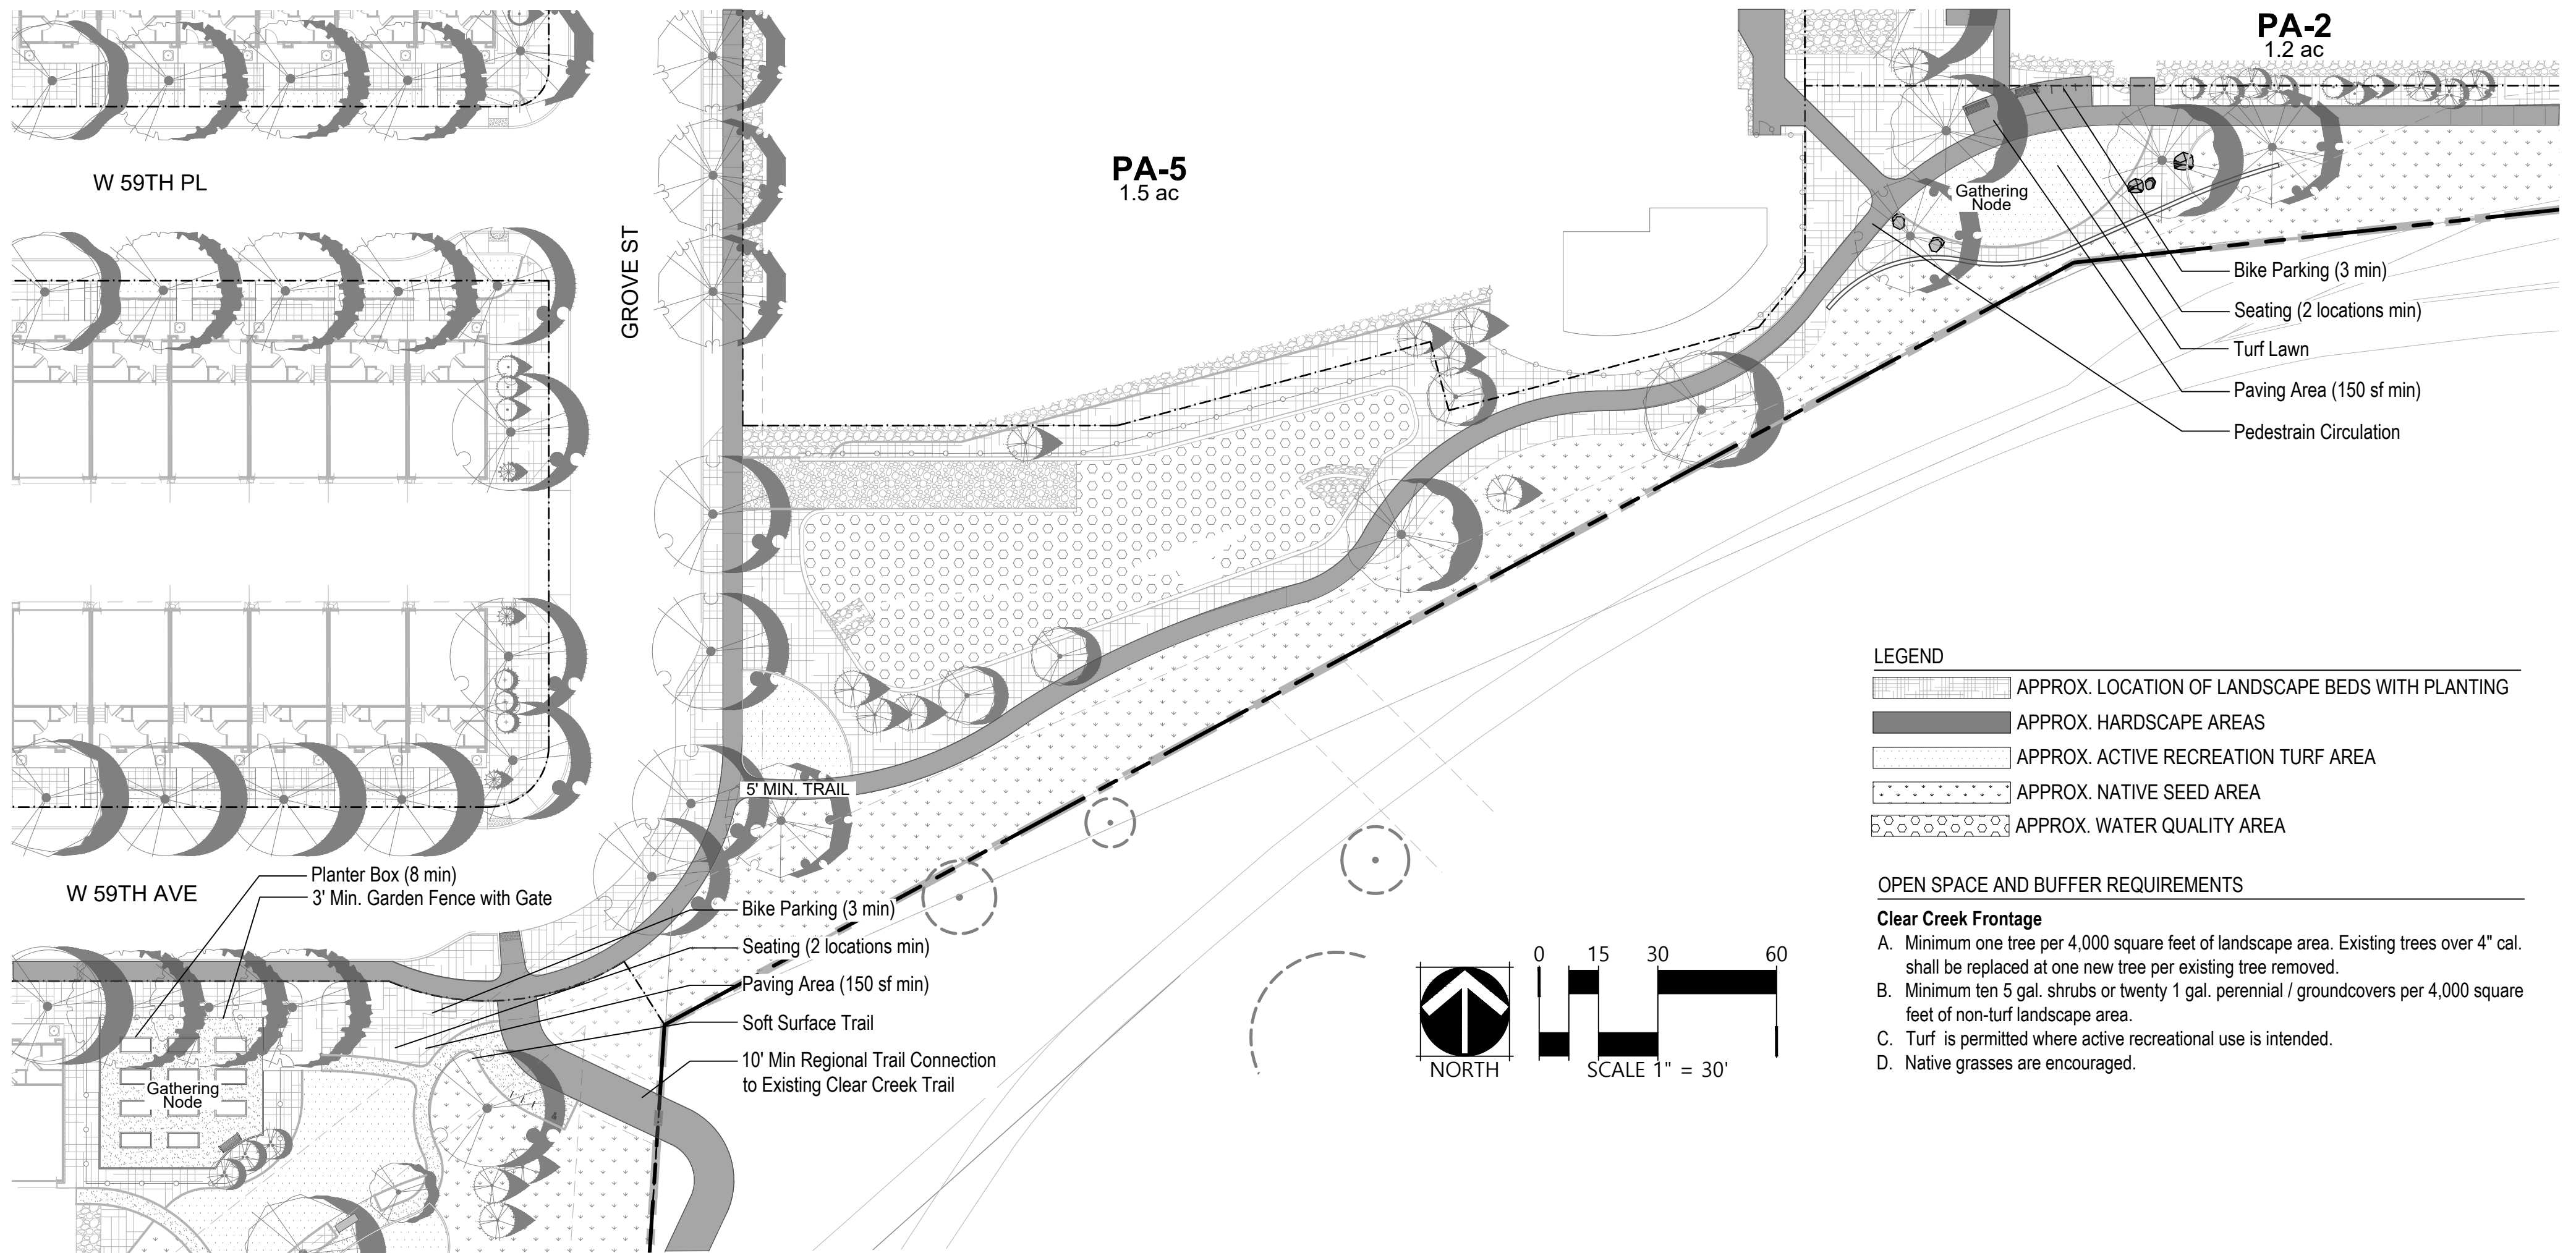 PA-2
1.2 ac
PA-5
1.5 ac
W 59TH PL
GROVE ST
Gathering
Node
Bike Parking (3 min)
Seating (2 locations min)
Turf Lawn
Paving Area (150 sf min)
Pedestrain Circulation
5' MIN. TRAIL
W 59TH AVE
Planter Box (8 min)
3' Min. Garden Fence with Gate
Bike Parking (3 min)
Seating (2 locations min)
Paving Area (150 sf min)
Soft Surface Trail
10' Min Regional Trail Connection
to Existing Clear Creek Trail
Gathering
Node
4
NORTH
0 15 30 60
SCALE 1" = 30'
LEGEND
APPROX. LOCATION OF LANDSCAPE BEDS WITH PLANTING
APPROX. HARDSCAPE AREAS
APPROX. ACTIVE RECREATION TURF AREA
APPROX. NATIVE SEED AREA
APPROX. WATER QUALITY AREA
OPEN SPACE AND BUFFER REQUIREMENTS
Clear Creek Frontage
A. Minimum one tree per 4,000 square feet of landscape area. Existing trees over 4" cal.
shall be replaced at one new tree per existing tree removed.
B. Minimum ten 5 gal. shrubs or twenty 1 gal. perennial / groundcovers per 4,000 square
feet of non-turf landscape area.
C. Turf is permitted where active recreational use is intended.
D. Native grasses are encouraged.